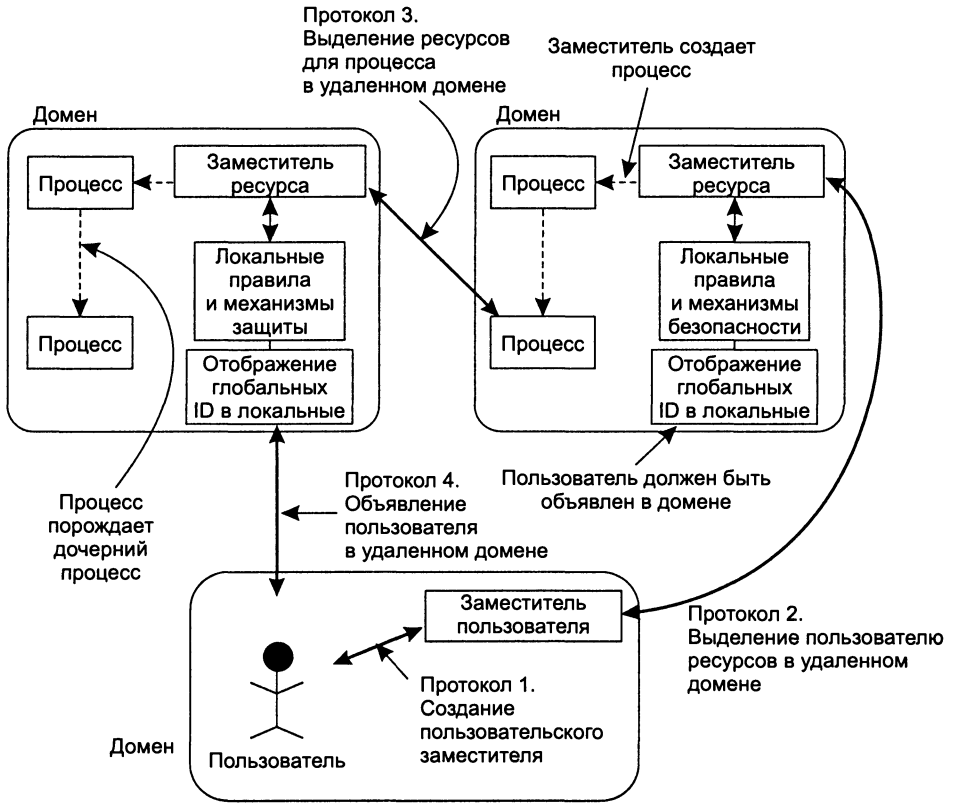 Протокол 3.
Выделение ресурсов
для процесса
в удаленном домене
Заместитель создает
процесс
Домен
Процесс
Заместитель
ресурса
Локальные
правила
и механизмы
защиты
Процесс
Отображение
глобальных
ID в локальные
Домен
Процесс
Заместитель
ресурса
Локальные
правила
и механизмы
безопасности
Процесс
Отображение
глобальных
ID в локальные
Процесс
порождает
дочерний
процесс
Протокол 4.
Объявление
пользователя
в удаленном домене
Пользователь должен быть
объявлен в домене
Заместитель
пользователя
Протокол 2.
Выделение пользователю
ресурсов в удаленном
домене
Протокол 1.
Создание
пользовательского
заместителя
Домен
Пользователь